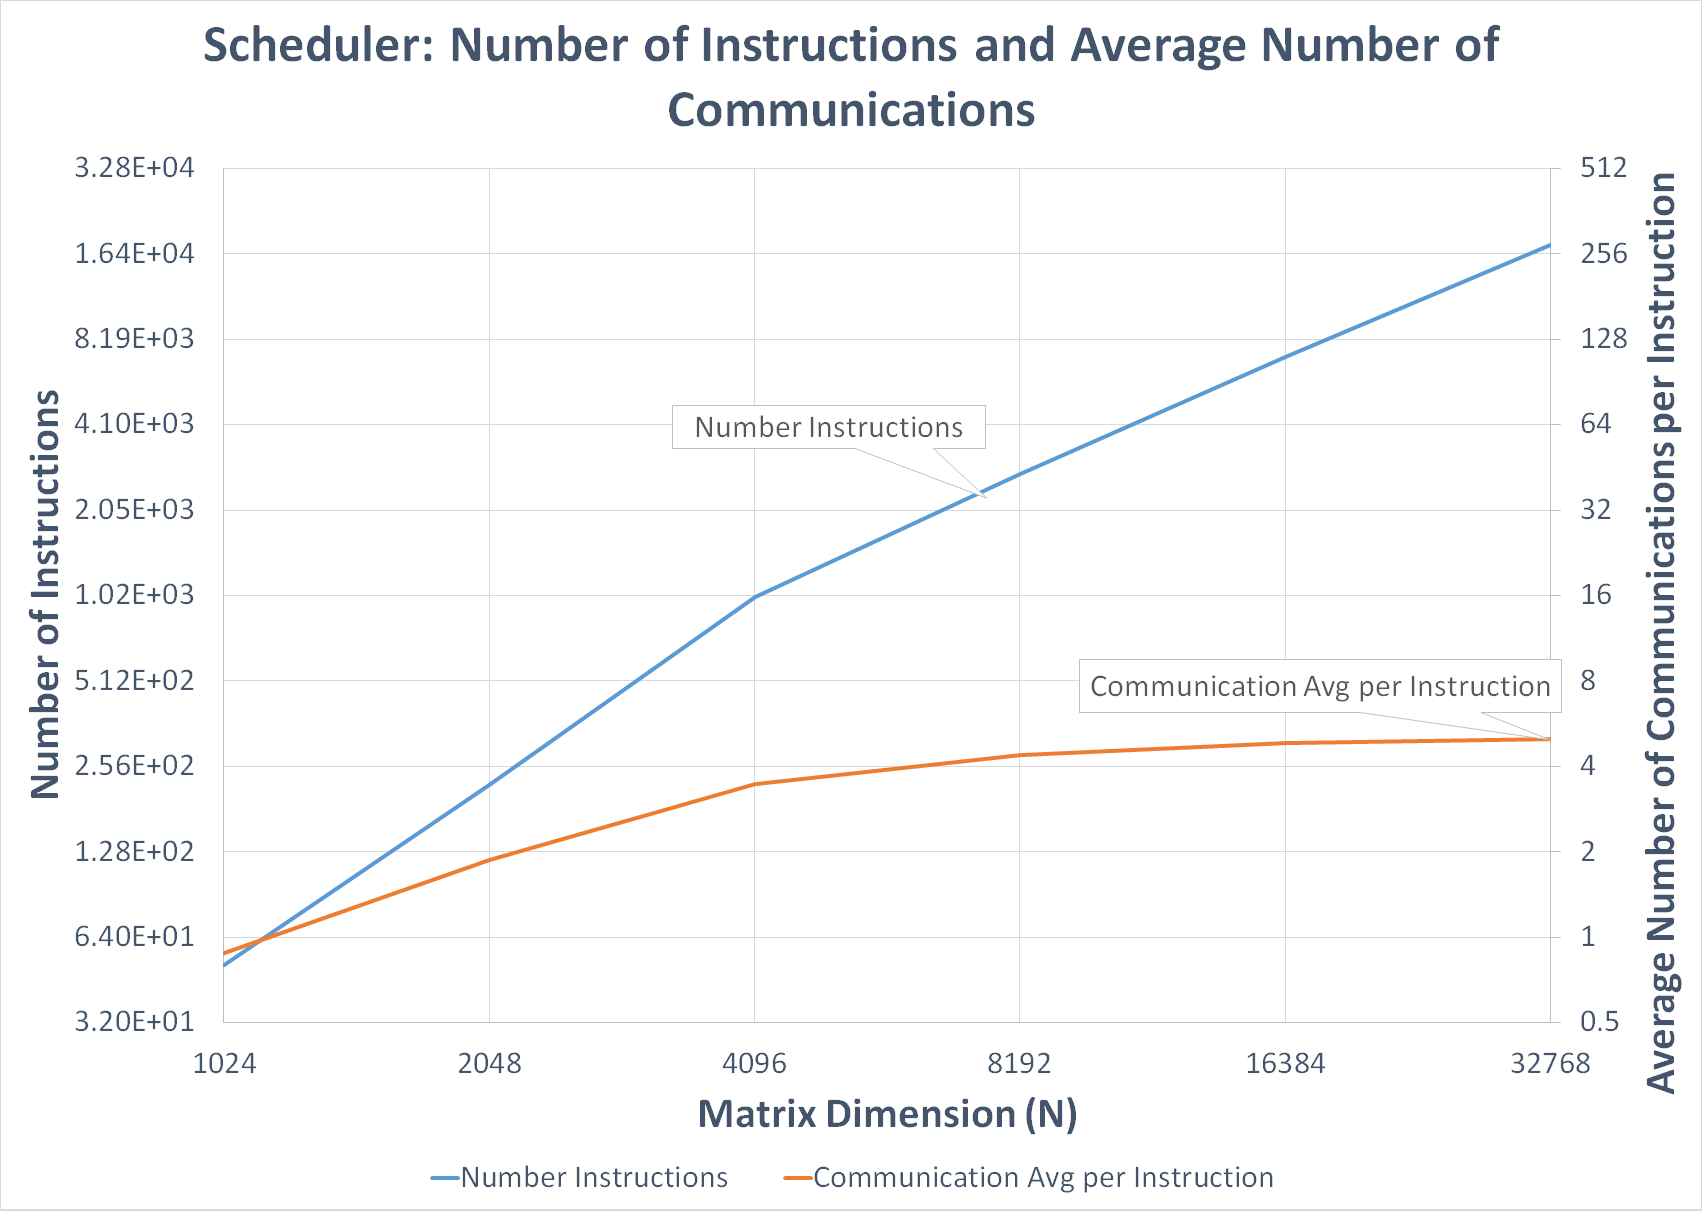 Scheduler: Number of Instructions and Average Number of
Communications
3.28E+04
1.64E+04
8.19E+03
4.10E+03
2.05E+03
1.02E+03
5.12E+02
2.56E+02
1.28E+02
6.40E+01
3.20E+01
Number of Instructions
Number Instructions
Communication Avg per Instruction
512
256
128
64
32
16
8
4
2
1
0.5
Average Number of Communications per Instruction
1024 2048 4096 8192 16384 32768
Matrix Dimension (N)
Number Instructions Communication Avg per Instruction